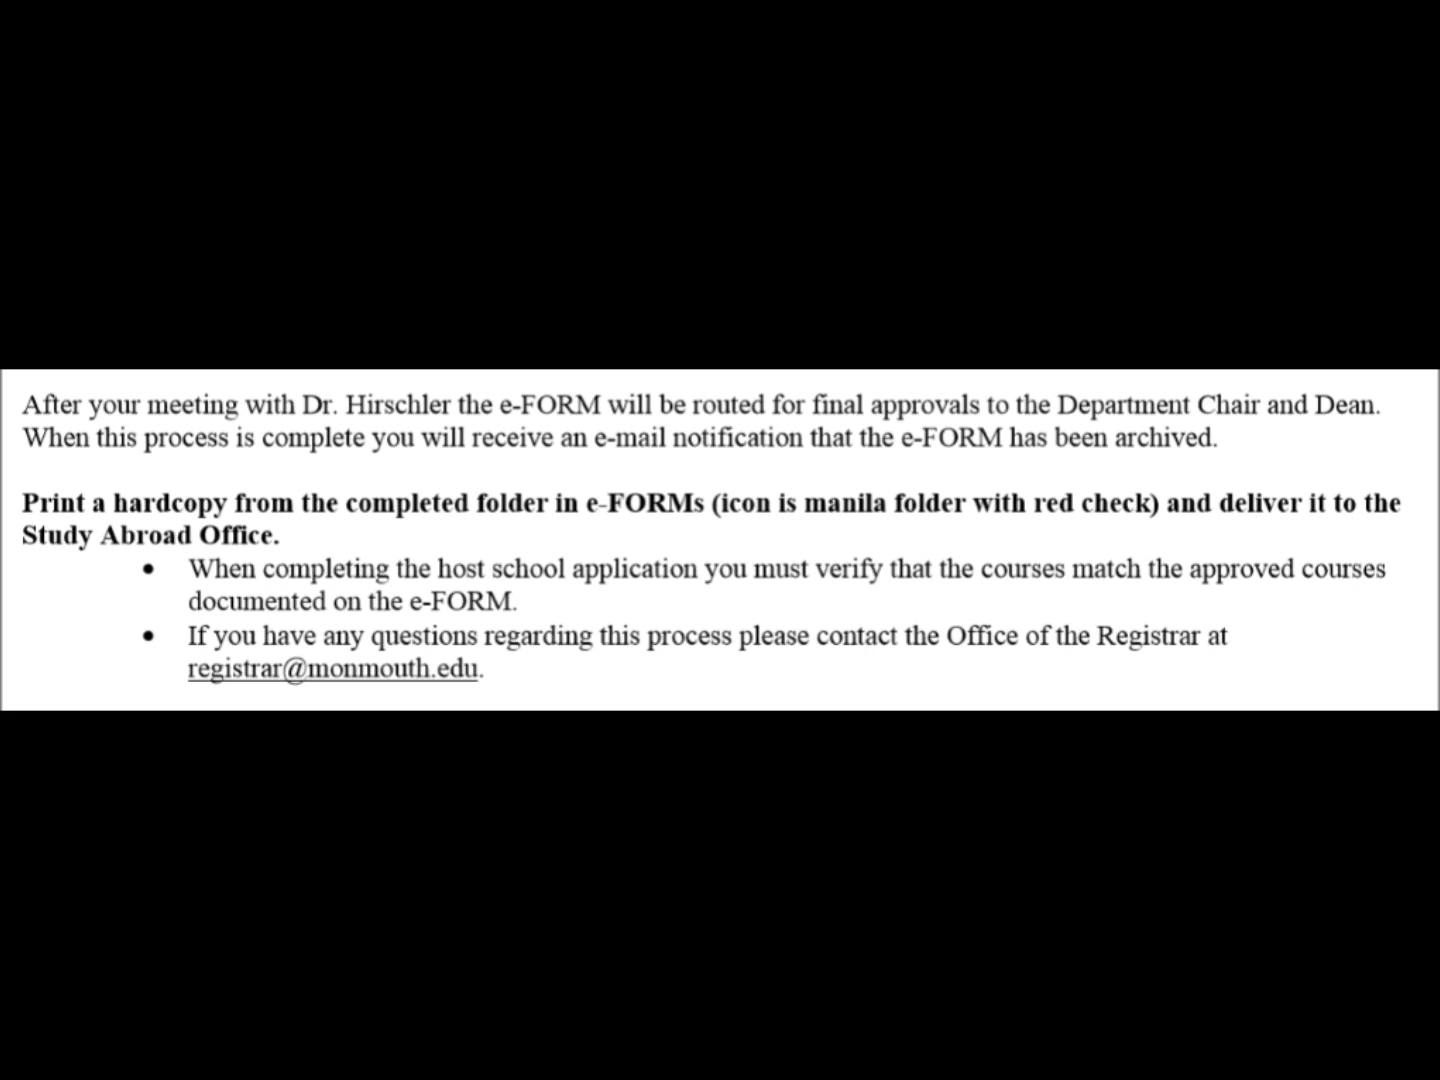 After your meeting with Dr. Hirschler the e-FORM will be routed for final approvals to the Department Chair and Dean.
When this process is complete you will receive an e-mail notification that the e-FORM has been archived.
Print a hardcopy from the completed folder in e-FORMs (icon is manila folder with red check) and deliver it to the
Study Abroad Office.
• When completing the host school application you must verify that the courses match the approved courses
documented on the e-FORM.
• If you have any questions regarding this process please contact the Office of the Registrar at
registrar@monmouth.edu.